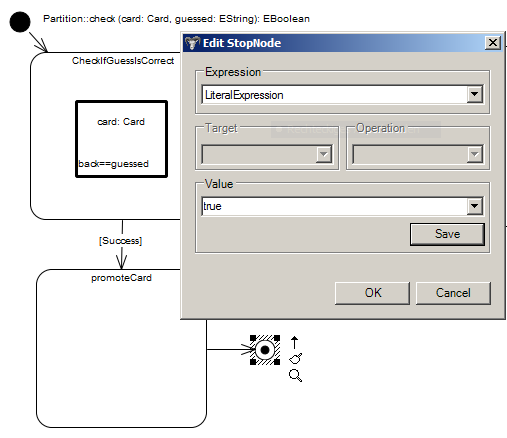 Partition::check (card: Card, guessed: EString): EBoolean
CheckIfGuessIsCorrect
card: Card
back==guessed
[Success]
promoteCard
Edit StopNode
Expression
LiteralExpression
Target
Operation
Value
true
Save
OK
Cancel